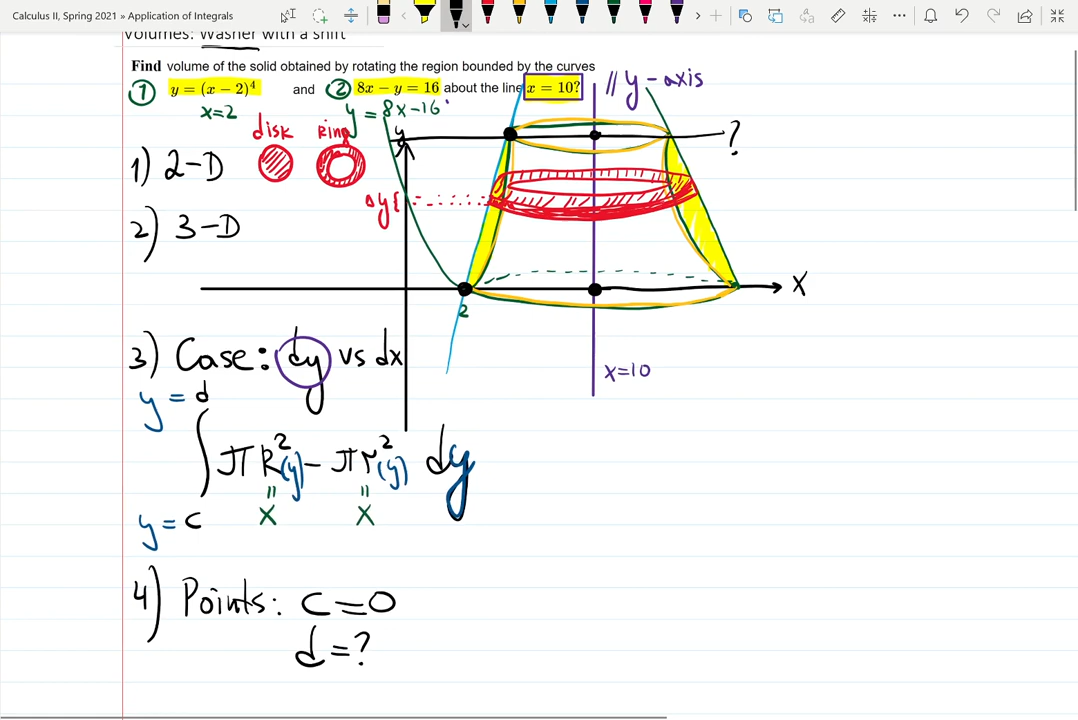 Calculus II, Spring 2021 » Application of Integrals
Volumes: Washer with a shift
Find volume of the solid obtained by rotating the region bounded by the curves
① y = (x − 2)⁴ and ② 8x − y = 16 about the line x = 10?
// y-axis
x=2
y = 8x-16
disk
Ring
y
?
1) 2-D
Δy{
2) 3-D
X
2
3) Case: dy vs dx
x=10
y = d
∫ πR²(y) - πr²(y) dy
= =
X X
y = c
4) Points: c=0
d=?